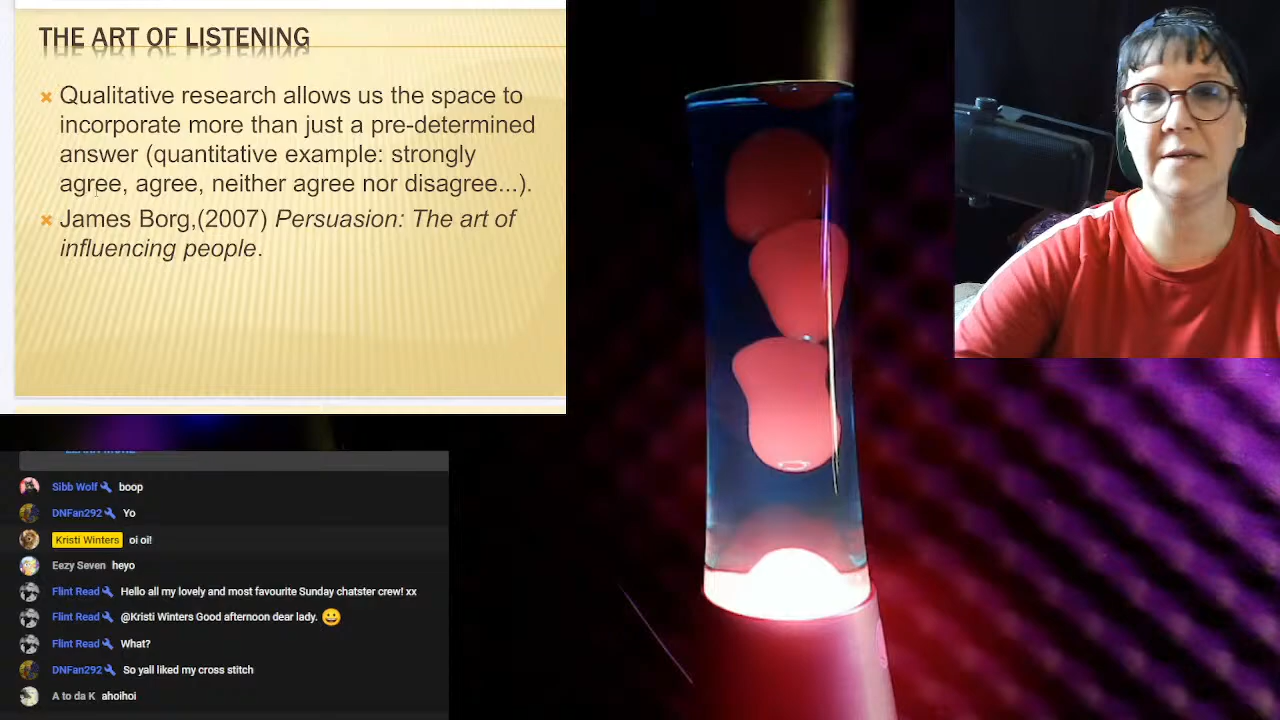 THE ART OF LISTENING
Qualitative research allows us the space to
incorporate more than just a pre-determined
answer (quantitative example: strongly
agree, agree, neither agree nor disagree...).
James Borg,(2007) Persuasion: The art of
influencing people.
LEARN MORE
Sibb Wolf boop
DNFan292 Yo
Kristi Winters oi oi!
Eezy Seven heyo
Flint Read Hello all my lovely and most favourite Sunday chatster crew! xx
Flint Read @Kristi Winters Good afternoon dear lady. 😀
Flint Read What?
DNFan292 So yall liked my cross stitch
A to da K ahoihoi